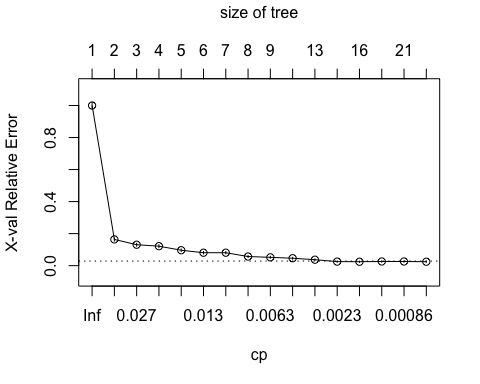 size of tree
1 2 3 4 5 6 7 8 9 13 16 21
X-val Relative Error
0.8
0.4
0.0
Inf 0.027 0.013 0.0063 0.0023 0.00086
cp